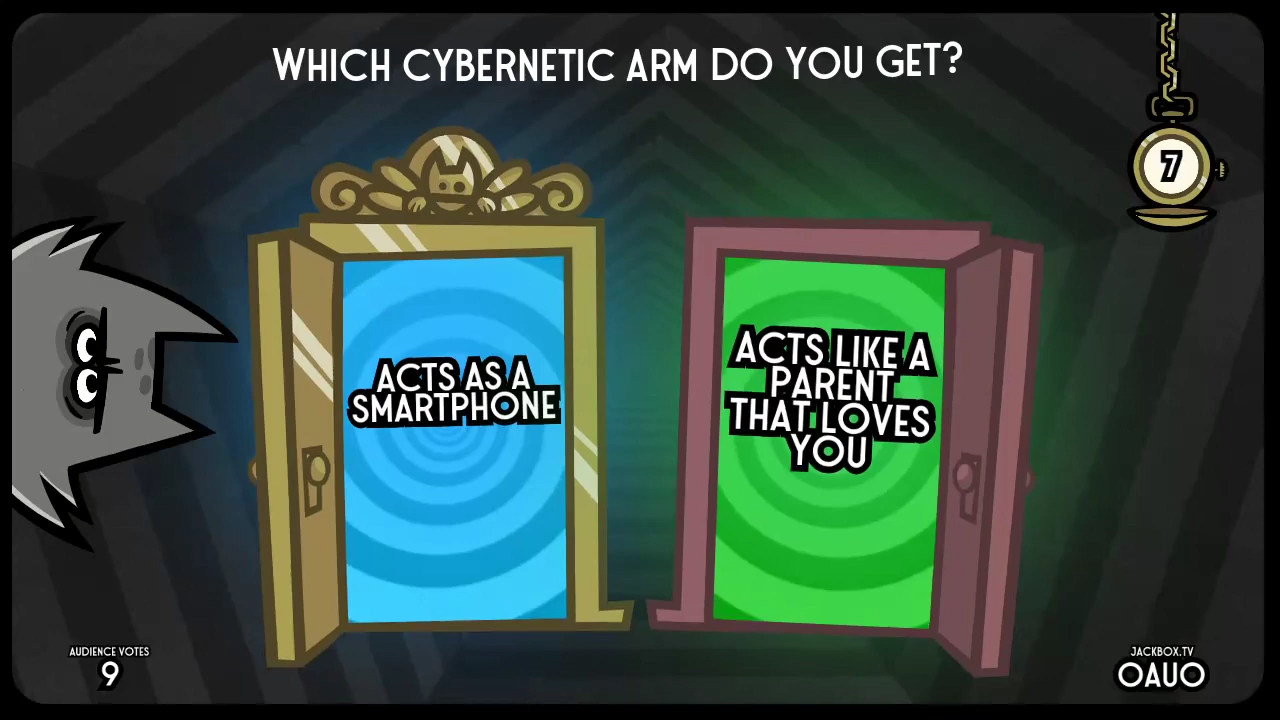 WHICH CYBERNETIC ARM DO YOU GET?
7
ACTS AS A
SMARTPHONE
ACTS LIKE A
PARENT
THAT LOVES
YOU
AUDIENCE VOTES
9
JACKBOX.TV
OAUO